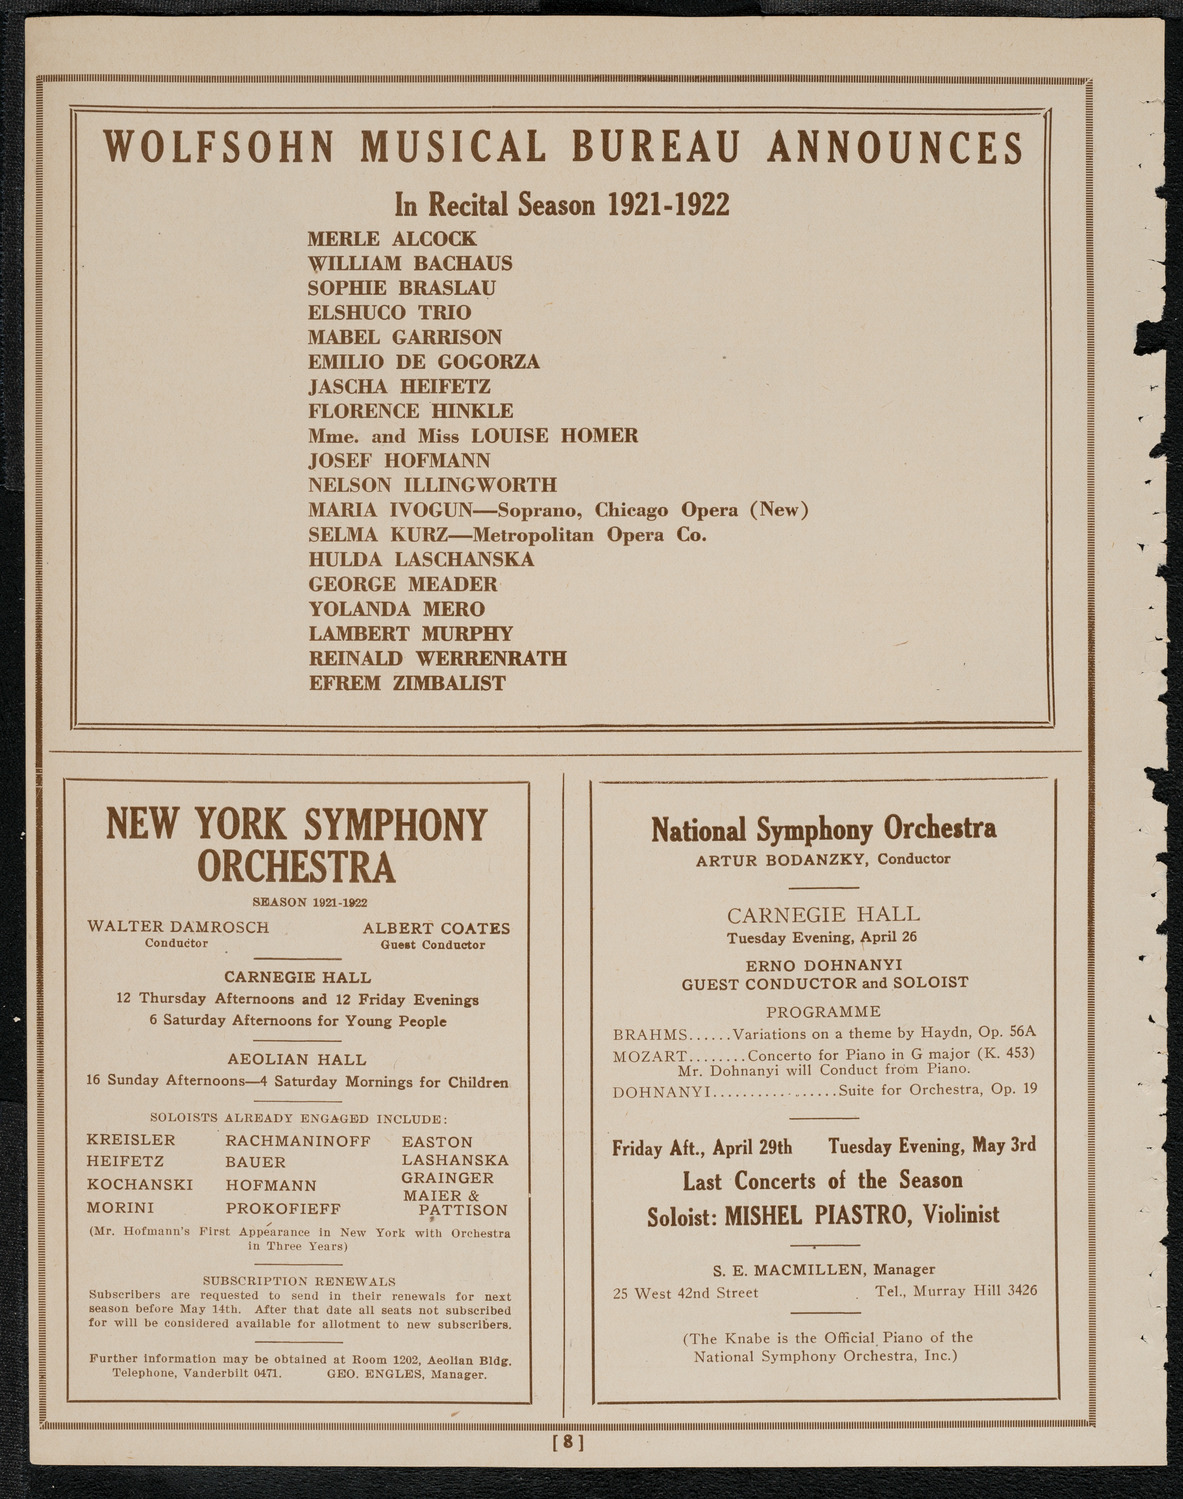 WOLFSOHN MUSICAL BUREAU ANNOUNCES
In Recital Season 1921-1922
MERLE ALCOCK
WILLIAM BACHAUS
SOPHIE BRASLAU
ELSHUCO TRIO
MABEL GARRISON
EMILIO DE GOGORZA
JASCHA HEIFETZ
FLORENCE HINKLE
Mme. and Miss LOUISE HOMER
JOSEF HOFMANN
NELSON ILLINGWORTH
MARIA IVOGUN—Soprano, Chicago Opera (New)
SELMA KURZ—Metropolitan Opera Co.
HULDA LASCHANSKA
GEORGE MEADER
YOLANDA MERO
LAMBERT MURPHY
REINALD WERRENRATH
EFREM ZIMBALIST
NEW YORK SYMPHONY
ORCHESTRA
SEASON 1921-1922
WALTER DAMROSCH ALBERT COATES
Conductor Guest Conductor
CARNEGIE HALL
12 Thursday Afternoons and 12 Friday Evenings
6 Saturday Afternoons for Young People
AEOLIAN HALL
16 Sunday Afternoons—4 Saturday Mornings for Children
SOLOISTS ALREADY ENGAGED INCLUDE:
KREISLER RACHMANINOFF EASTON
HEIFETZ BAUER LASHANSKA
KOCHANSKI HOFMANN GRAINGER
MORINI PROKOFIEFF MAIER &
PATTISON
(Mr. Hofmann's First Appearance in New York with Orchestra
in Three Years)
SUBSCRIPTION RENEWALS
Subscribers are requested to send in their renewals for next
season before May 14th. After that date all seats not subscribed
for will be considered available for allotment to new subscribers.
Further information may be obtained at Room 1202, Aeolian Bldg.
Telephone, Vanderbilt 0471. GEO. ENGLES, Manager.
National Symphony Orchestra
ARTUR BODANZKY, Conductor
CARNEGIE HALL
Tuesday Evening, April 26
ERNO DOHNANYI
GUEST CONDUCTOR and SOLOIST
PROGRAMME
BRAHMS......Variations on a theme by Haydn, Op. 56A
MOZART........Concerto for Piano in G major (K. 453)
Mr. Dohnanyi will Conduct from Piano.
DOHNANYI.................Suite for Orchestra, Op. 19
Friday Aft., April 29th Tuesday Evening, May 3rd
Last Concerts of the Season
Soloist: MISHEL PIASTRO, Violinist
S. E. MACMILLEN, Manager
25 West 42nd Street Tel., Murray Hill 3426
(The Knabe is the Official Piano of the
National Symphony Orchestra, Inc.)
[8]